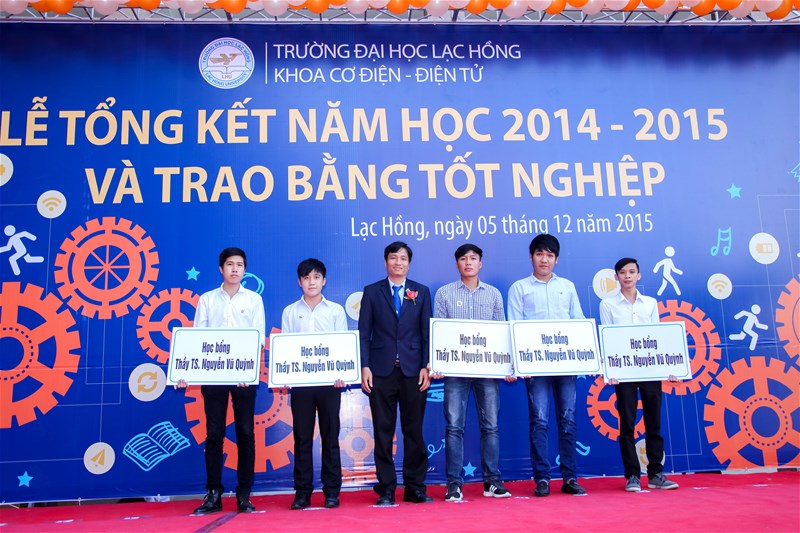 TRƯỜNG ĐẠI HỌC LẠC HỒNG
KHOA CƠ ĐIỆN - ĐIỆN TỬ
LHU
LỄ TỔNG KẾT NĂM HỌC 2014 - 2015
VÀ TRAO BẰNG TỐT NGHIỆP
Lạc Hồng, ngày 05 tháng 12 năm 2015
Học bổng
Thầy TS. Nguyễn Vũ Quỳnh
Học bổng
Thầy TS. Nguyễn Vũ Quỳnh
Học bổng
Thầy TS. Nguyễn Vũ Quỳnh
Học bổng
Thầy TS. Nguyễn Vũ Quỳnh
Học bổng
Thầy TS. Nguyễn Vũ Quỳnh